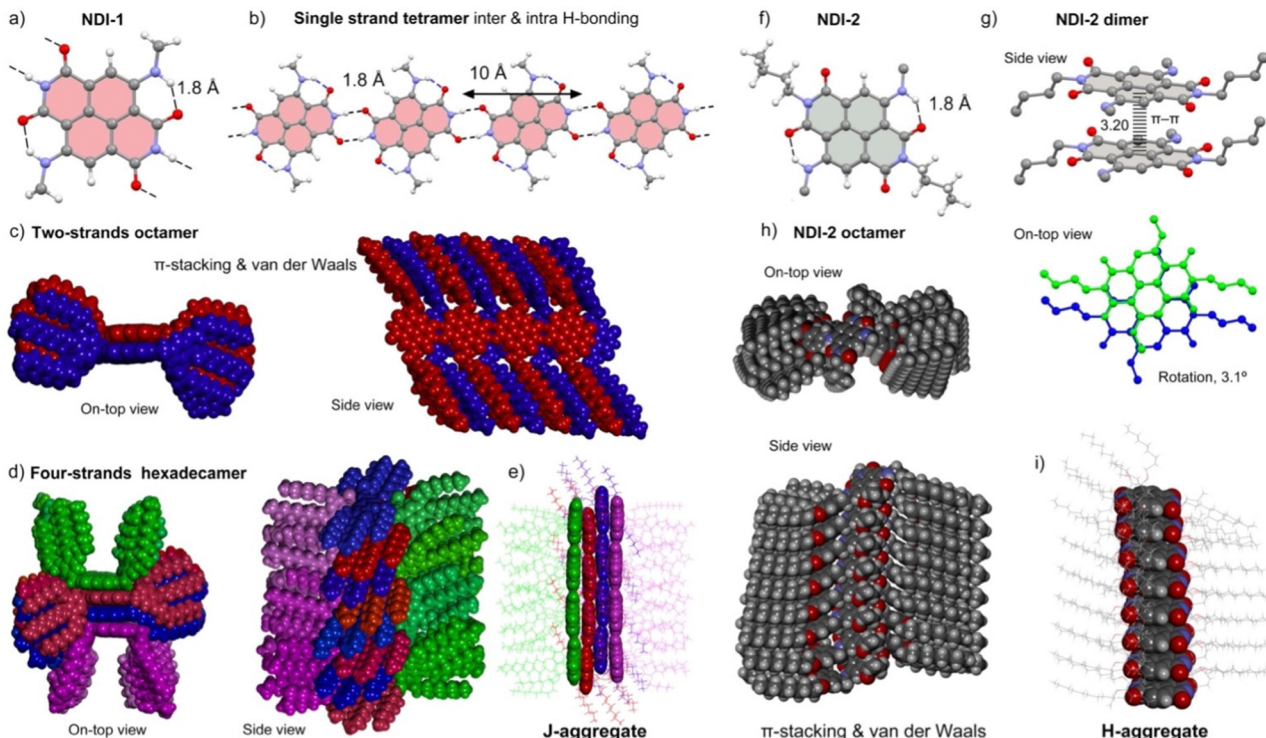 a) NDI-1
1.8 Å
b) Single strand tetramer inter & intra H-bonding
1.8 Å
10 Å
c) Two-strands octamer
π-stacking & van der Waals
On-top view
Side view
d) Four-strands hexadecamer
On-top view
Side view
e)
J-aggregate
f) NDI-2
1.8 Å
g) NDI-2 dimer
Side view
3.20
π–π
On-top view
Rotation, 3.1º
h) NDI-2 octamer
On-top view
Side view
π-stacking & van der Waals
i)
H-aggregate